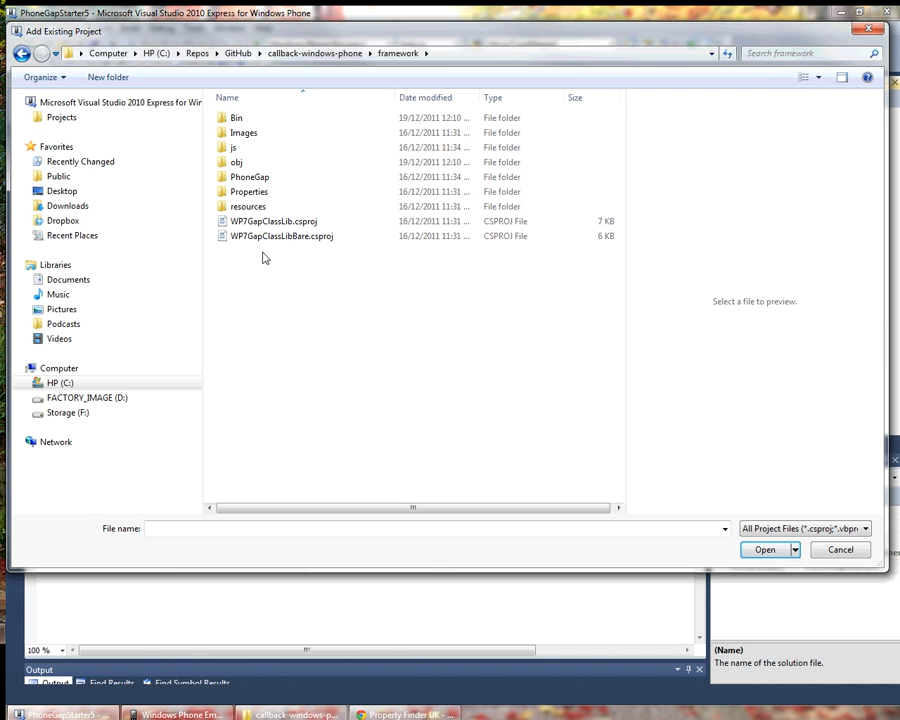 PhoneGapStarter5 - Microsoft Visual Studio 2010 Express for Windows Phone
Add Existing Project
Computer HP (C:) Repos GitHub callback-windows-phone framework
Search framework
Organize New folder
Name Date modified Type Size
Microsoft Visual Studio 2010 Express for Wir
Projects
Favorites
Recently Changed
Public
Desktop
Downloads
Dropbox
Recent Places
Libraries
Documents
Music
Pictures
Podcasts
Videos
Computer
HP (C:)
FACTORY_IMAGE (D:)
Storage (F:)
Network
Bin 19/12/2011 12:10 ... File folder
Images 16/12/2011 11:31 ... File folder
js 16/12/2011 11:34 ... File folder
obj 19/12/2011 12:10 ... File folder
PhoneGap 16/12/2011 11:34 ... File folder
Properties 16/12/2011 11:31 ... File folder
resources 16/12/2011 11:31 ... File folder
WP7GapClassLib.csproj 16/12/2011 11:31 ... CSPROJ File 7 KB
WP7GapClassLibBare.csproj 16/12/2011 11:31 ... CSPROJ File 6 KB
Select a file to preview.
File name:
All Project Files (*.csproj;*.vbpr
Open Cancel
100 %
(Name)
The name of the solution file.
Output
Output Find Results Find Symbol Results
PhoneGapStarter5 - ... Windows Phone Em... callback-windows-p... Property Finder UK - ...